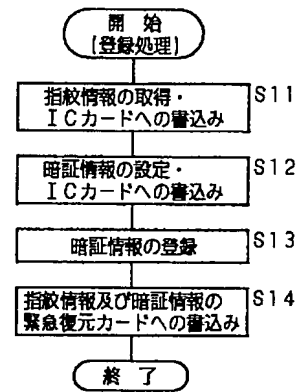 開 始
[登録処理]
指紋情報の取得・
ICカードへの書込み
S11
暗証情報の設定・
ICカードへの書込み
S12
暗証情報の登録
S13
指紋情報及び暗証情報の
緊急復元カードへの書込み
S14
終 了